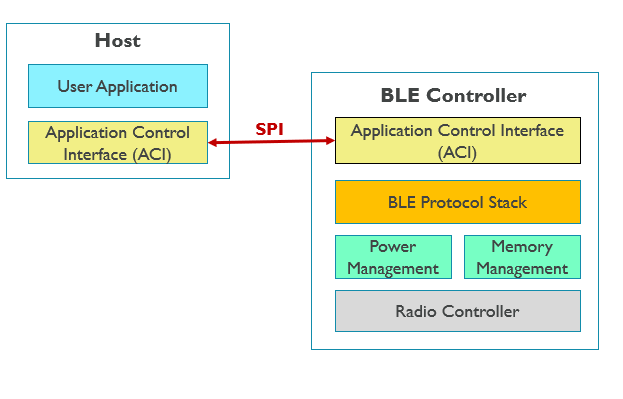 Host
User Application
Application Control
Interface (ACI)
SPI
BLE Controller
Application Control Interface
(ACI)
BLE Protocol Stack
Power
Management
Memory
Management
Radio Controller